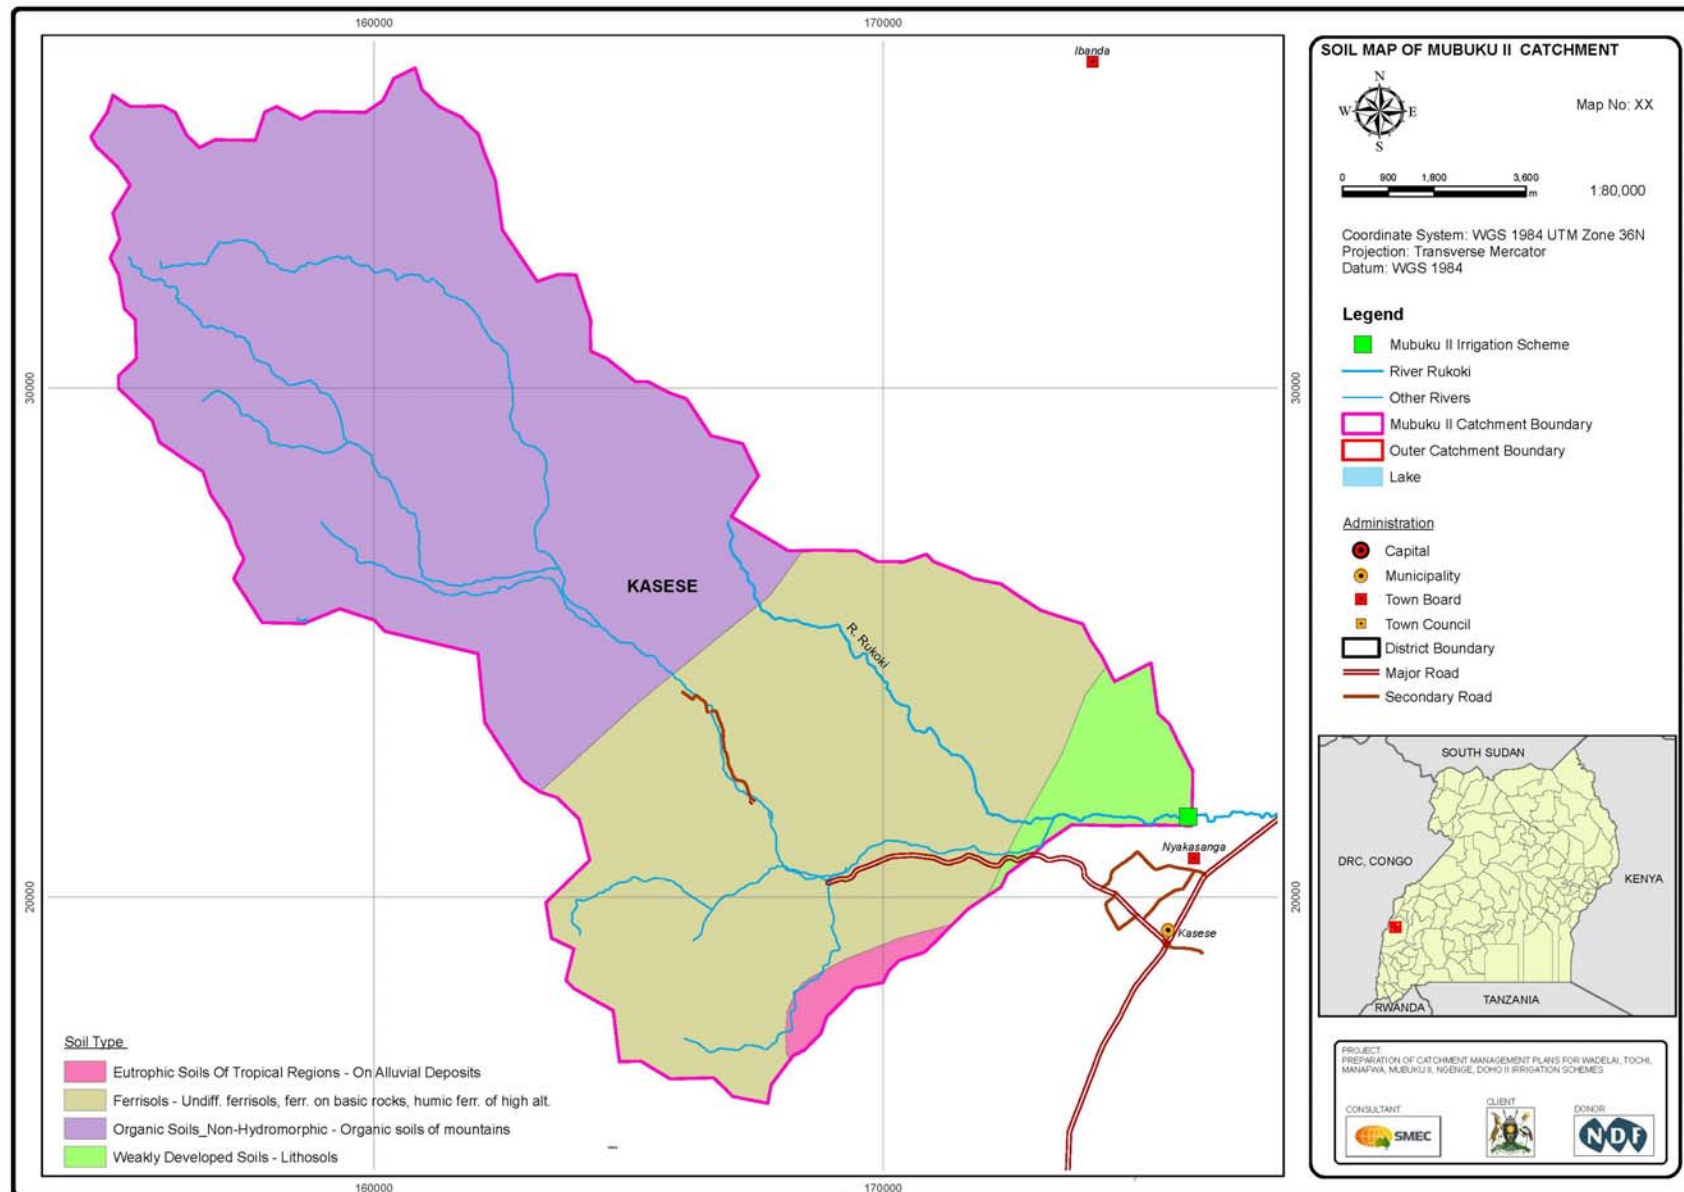 160000
170000
Ibanda
30000
30000
KASESE
R. Rukoki
Nyakasanga
Kasese
20000
20000
Soil Type
Eutrophic Soils Of Tropical Regions - On Alluvial Deposits
Ferrisols - Undiff. ferrisols, ferr. on basic rocks, humic ferr. of high alt.
Organic Soils_Non-Hydromorphic - Organic soils of mountains
Weakly Developed Soils - Lithosols
160000
170000
SOIL MAP OF MUBUKU II CATCHMENT
N
W
E
S
Map No: XX
0 900 1,800 3,600
m
1:80,000
Coordinate System: WGS 1984 UTM Zone 36N
Projection: Transverse Mercator
Datum: WGS 1984
Legend
Mubuku II Irrigation Scheme
River Rukoki
Other Rivers
Mubuku II Catchment Boundary
Outer Catchment Boundary
Lake
Administration
Capital
Municipality
Town Board
Town Council
District Boundary
Major Road
Secondary Road
SOUTH SUDAN
DRC, CONGO
KENYA
RWANDA
TANZANIA
PROJECT:
PREPARATION OF CATCHMENT MANAGEMENT PLANS FOR WADELAI, TOCHI,
MANAFWA, MUBUKU II, NGENGE, DOHO II IRRIGATION SCHEMES
CONSULTANT
CLIENT
DONOR
SMEC
NDF